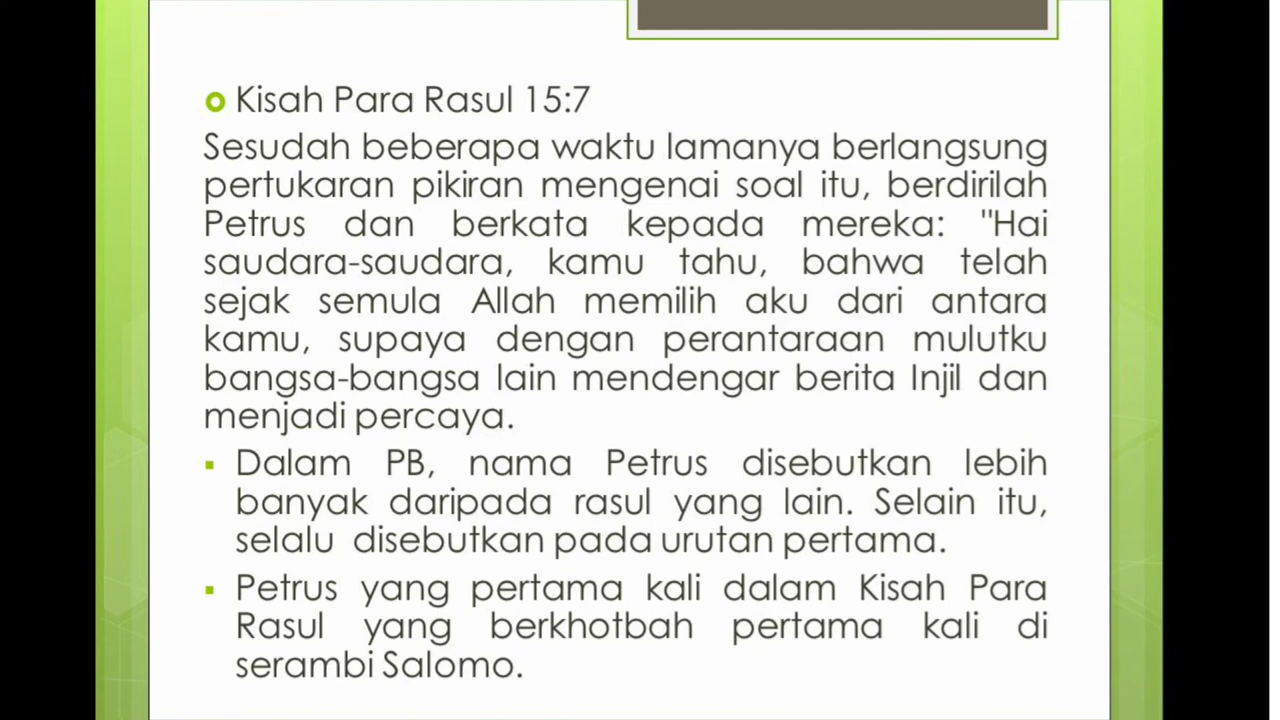 Kisah Para Rasul 15:7
Sesudah beberapa waktu lamanya berlangsung
pertukaran pikiran mengenai soal itu, berdirilah
Petrus dan berkata kepada mereka: "Hai
saudara-saudara, kamu tahu, bahwa telah
sejak semula Allah memilih aku dari antara
kamu, supaya dengan perantaraan mulutku
bangsa-bangsa lain mendengar berita Injil dan
menjadi percaya.
▪ Dalam PB, nama Petrus disebutkan lebih
banyak daripada rasul yang lain. Selain itu,
selalu disebutkan pada urutan pertama.
▪ Petrus yang pertama kali dalam Kisah Para
Rasul yang berkhotbah pertama kali di
serambi Salomo.